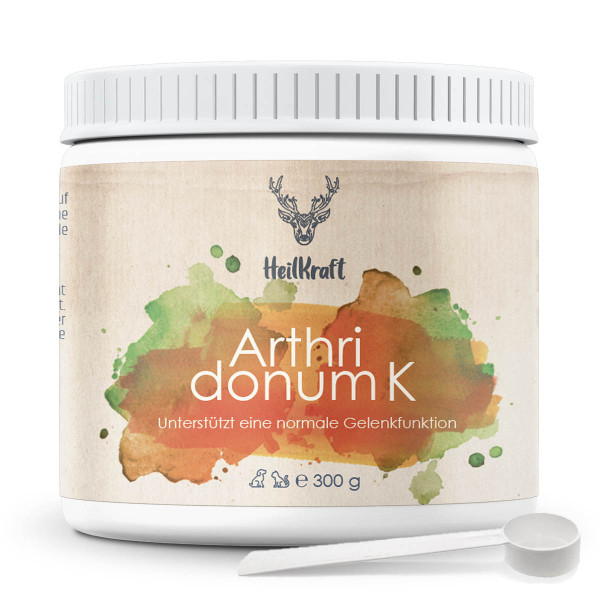 HeilKraft
Arthri
donum K
Unterstützt eine normale Gelenkfunktion
℮ 300 g